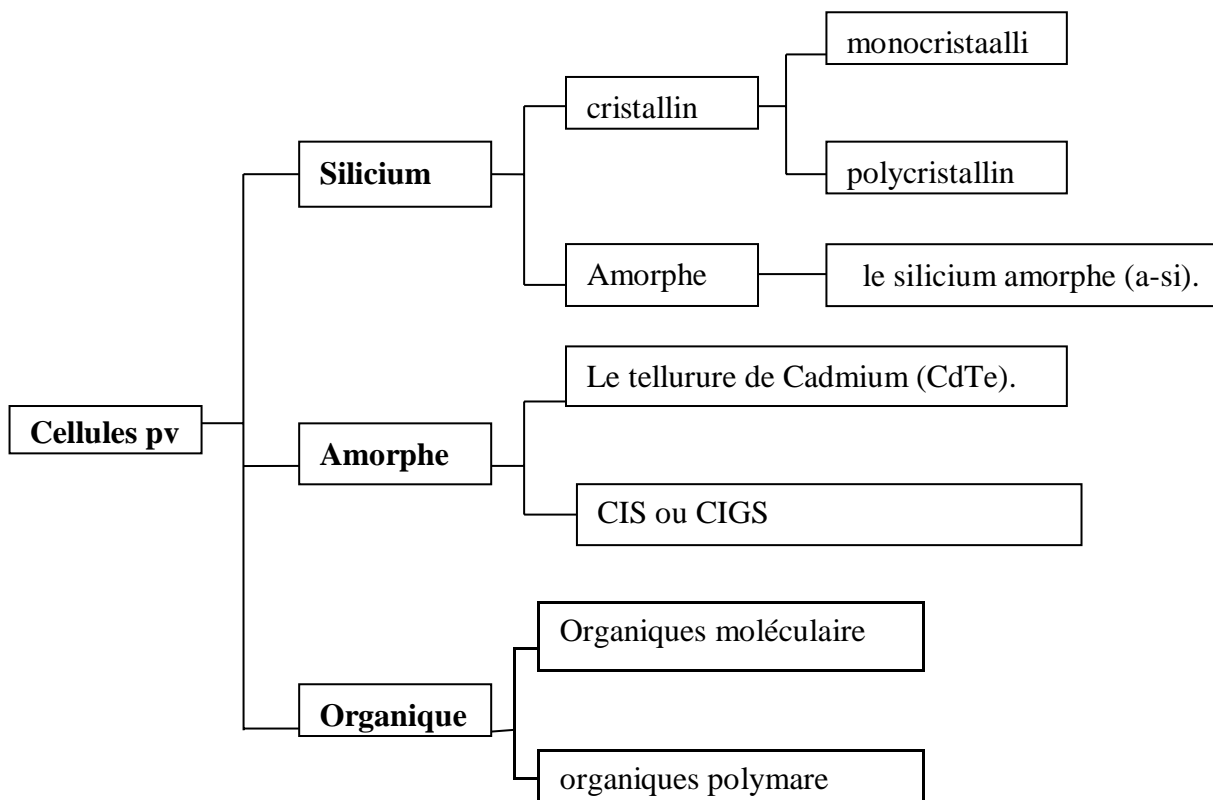 monocristaalli
cristallin
Silicium
polycristallin
Amorphe
le silicium amorphe (a-si).
Le tellurure de Cadmium (CdTe).
Cellules pv
Amorphe
CIS ou CIGS
Organiques moléculaire
Organique
organiques polymare